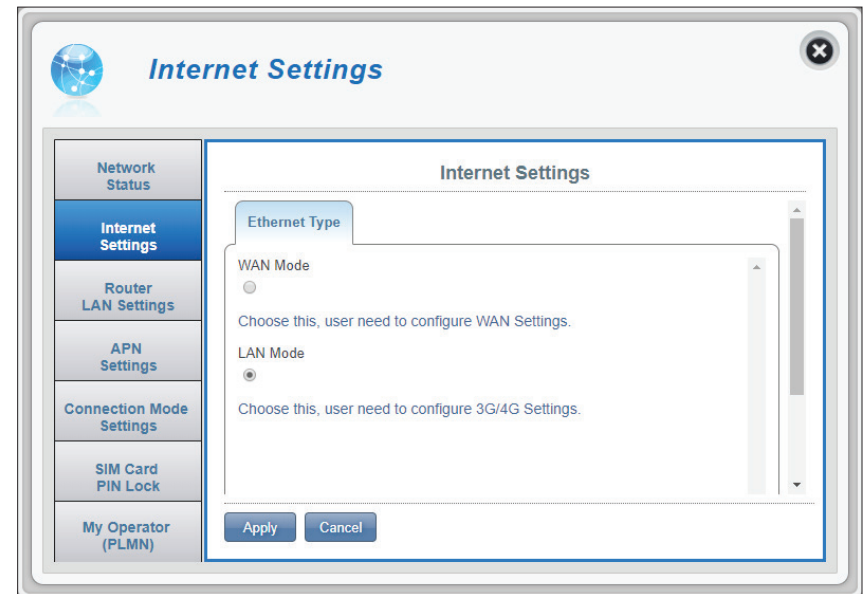 Internet Settings
Network
Status
Internet
Settings
Router
LAN Settings
APN
Settings
Connection Mode
Settings
SIM Card
PIN Lock
My Operator
(PLMN)
Internet Settings
Ethernet Type
WAN Mode
Choose this, user need to configure WAN Settings.
LAN Mode
Choose this, user need to configure 3G/4G Settings.
Apply Cancel